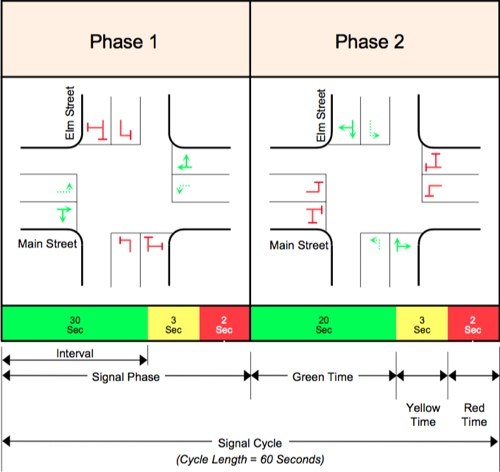 Phase 1
Phase 2
Elm Street
Elm Street
Main Street
Main Street
30
Sec
3
Sec
2
Sec
20
Sec
3
Sec
2
Sec
Interval
Signal Phase
Green Time
Yellow
Time
Red
Time
Signal Cycle
(Cycle Length = 60 Seconds)